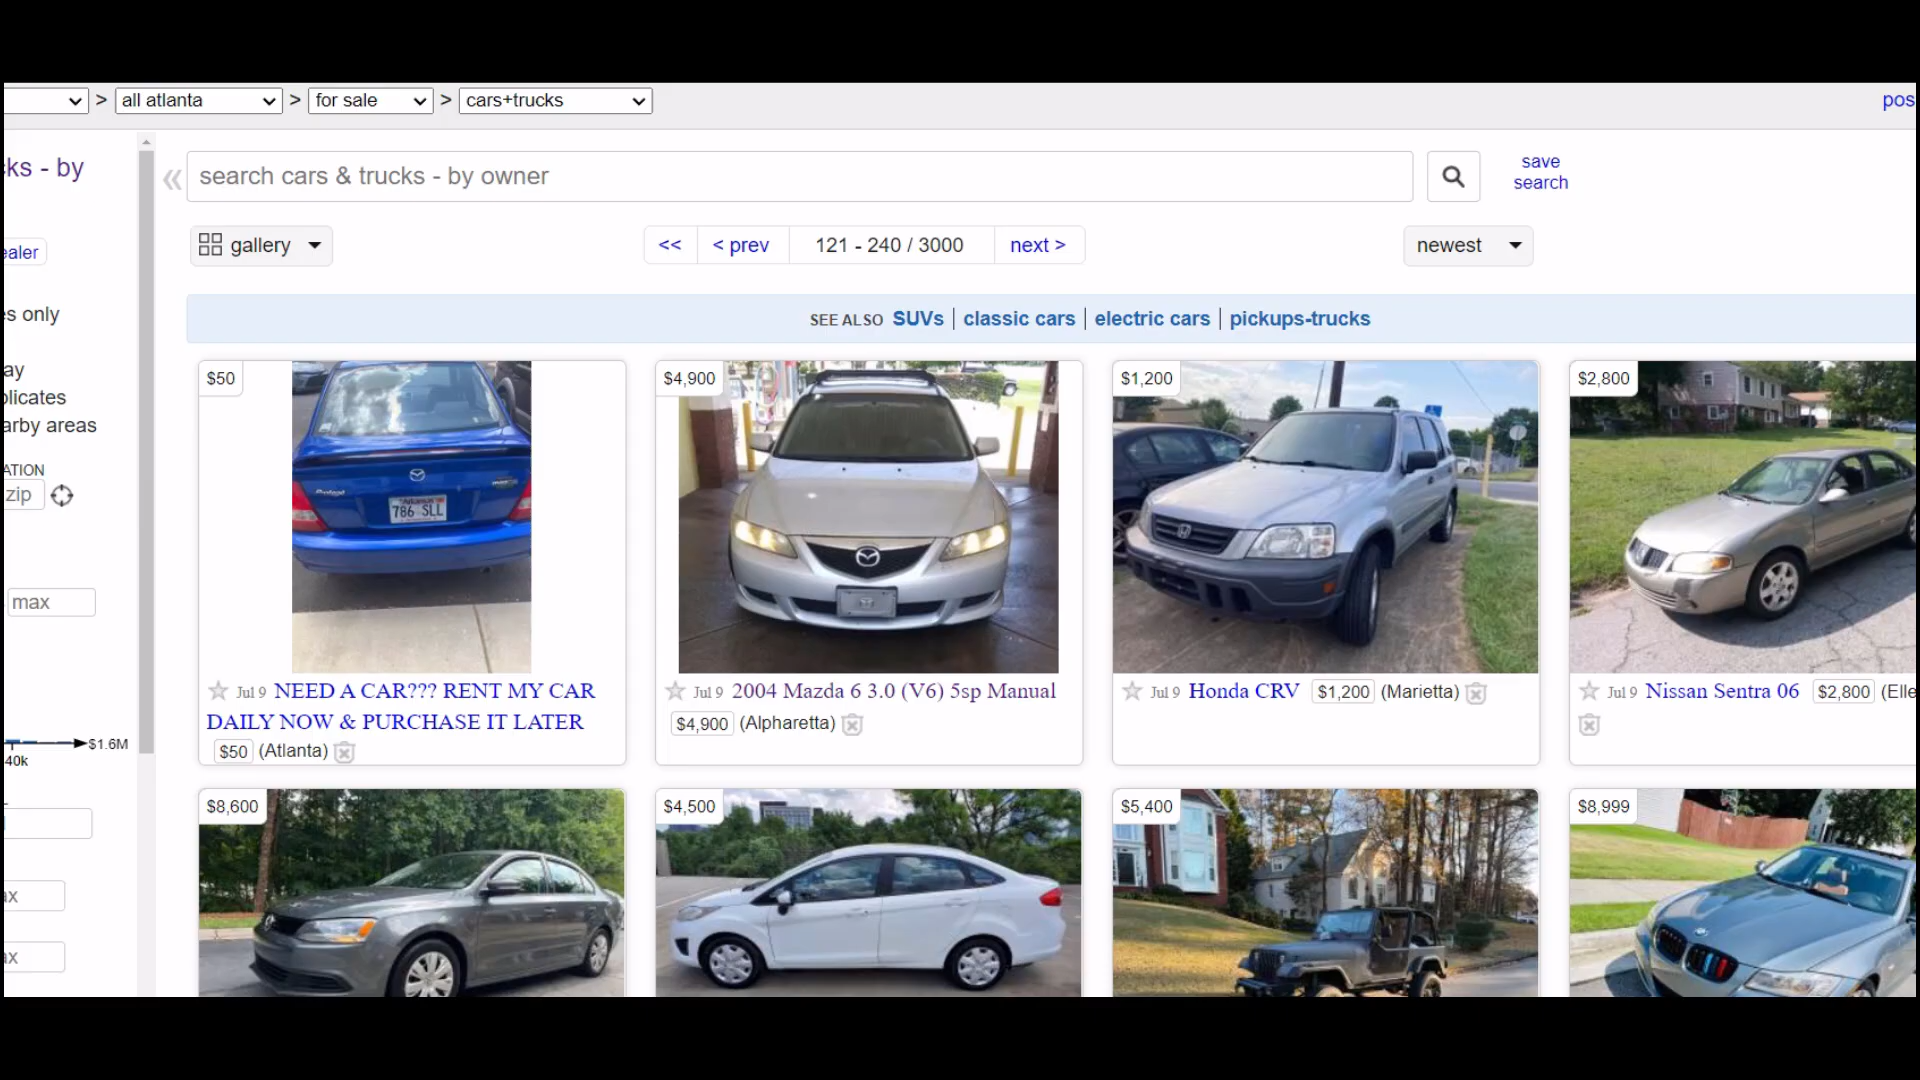 > all atlanta > for sale > cars+trucks
pos
ks - by
search cars & trucks - by owner
save
search
ealer
gallery
<<
< prev
121 - 240 / 3000
next >
newest
s only
SEE ALSO SUVs | classic cars | electric cars | pickups-trucks
ay
plicates
arby areas
ATION
zip
max
$1.6M
40k
ax
ax
$50
786 SLL
Jul 9 NEED A CAR??? RENT MY CAR
DAILY NOW & PURCHASE IT LATER
$50 (Atlanta)
$4,900
Jul 9 2004 Mazda 6 3.0 (V6) 5sp Manual
$4,900 (Alpharetta)
$1,200
Jul 9 Honda CRV $1,200 (Marietta)
$2,800
Jul 9 Nissan Sentra 06 $2,800 (Elle
$8,600
$4,500
$5,400
$8,999